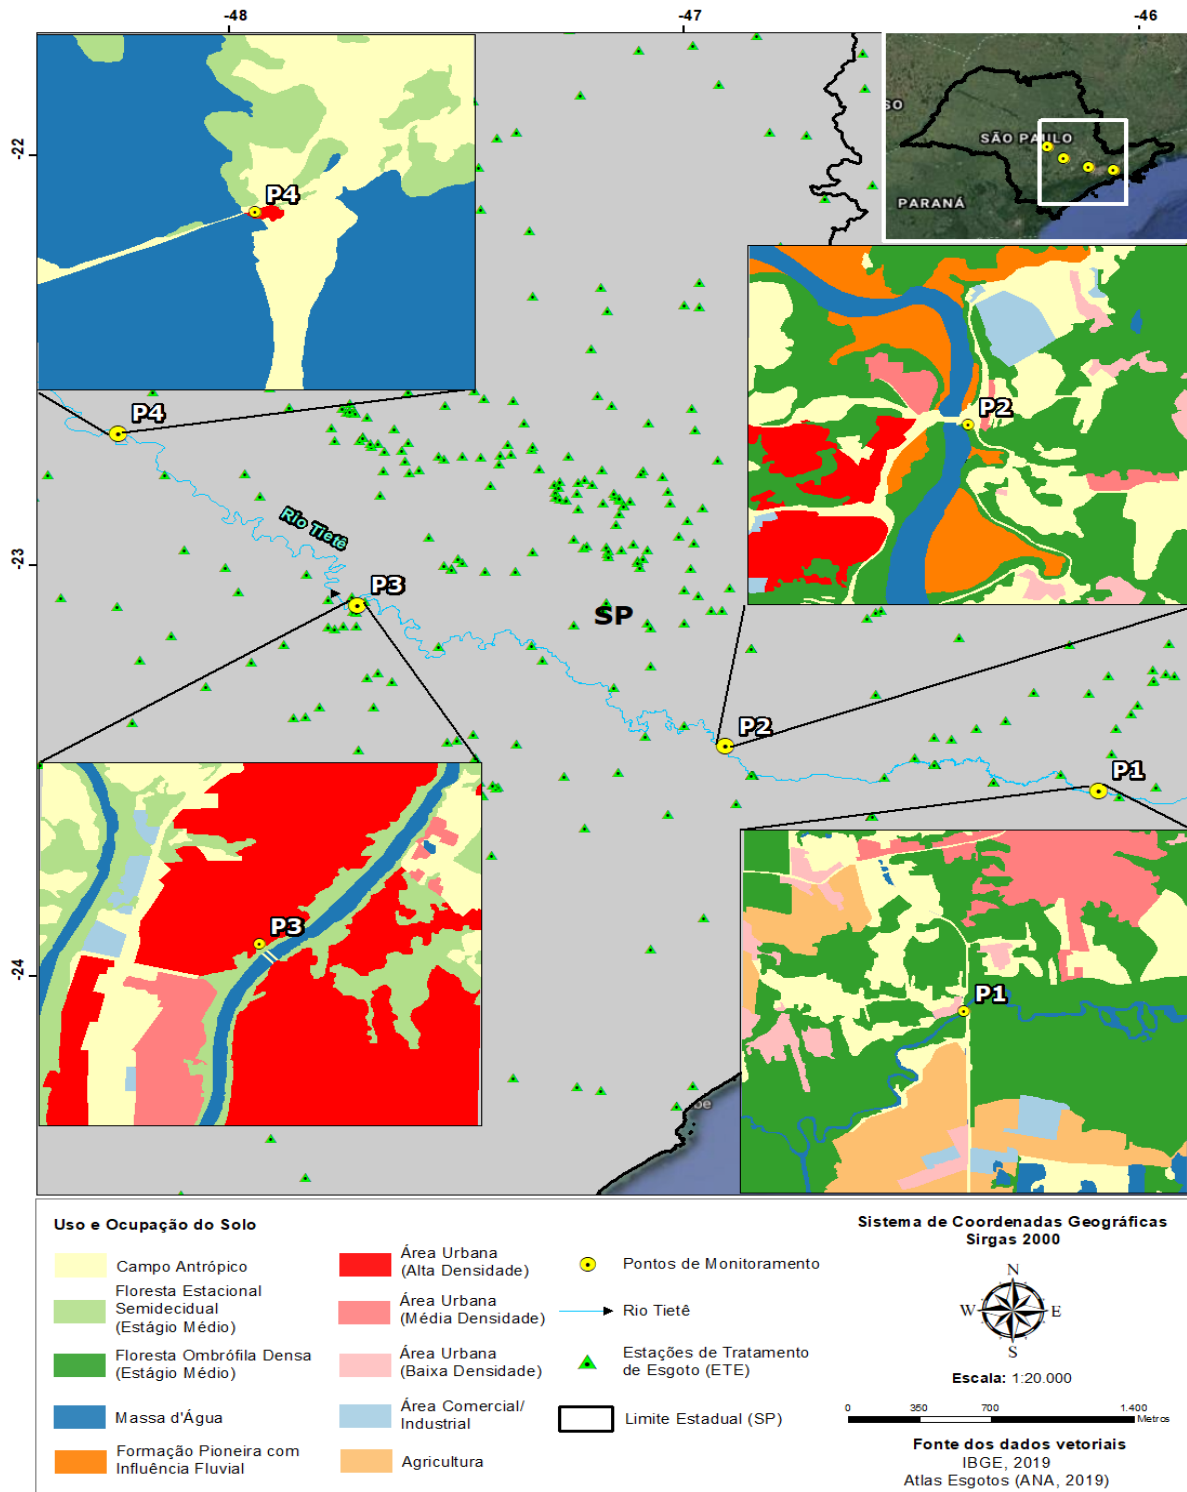 -48
-47
-46
-22
-23
-24
SO
SÃO PAULO
PARANÁ
P4
P2
P4
Rio Tietê
P3
SP
P2
P1
P3
P1
Uso e Ocupação do Solo
Campo Antrópico
Floresta Estacional
Semidecidual
(Estágio Médio)
Floresta Ombrófila Densa
(Estágio Médio)
Massa d'Água
Formação Pioneira com
Influência Fluvial
Área Urbana
(Alta Densidade)
Área Urbana
(Média Densidade)
Área Urbana
(Baixa Densidade)
Área Comercial/
Industrial
Agricultura
Pontos de Monitoramento
Rio Tietê
Estações de Tratamento
de Esgoto (ETE)
Limite Estadual (SP)
Sistema de Coordenadas Geográficas
Sirgas 2000
N
W E
S
Escala: 1:20.000
0 350 700 1.400
Metros
Fonte dos dados vetoriais
IBGE, 2019
Atlas Esgotos (ANA, 2019)